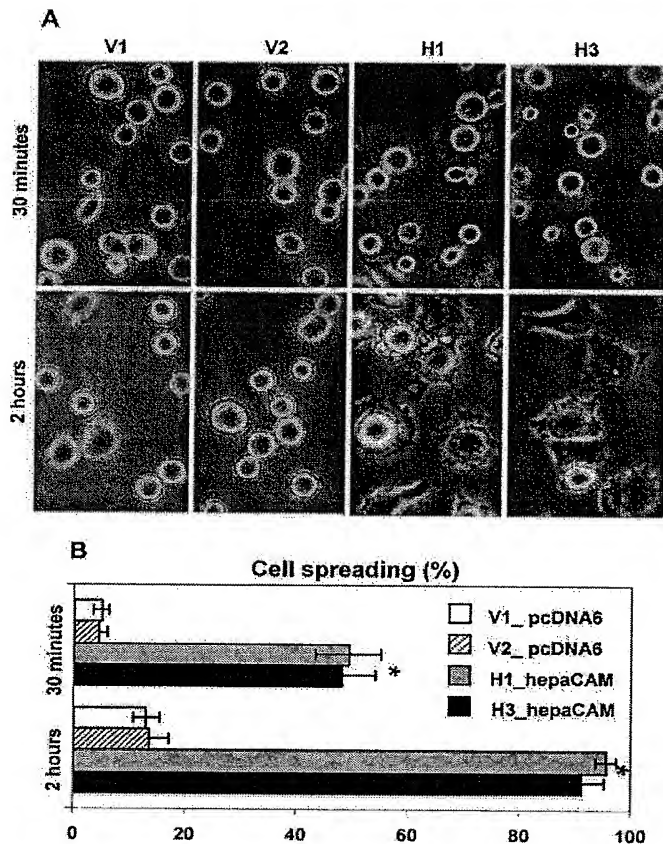 A
V1 V2 H1 H3
30 minutes
2 hours
B
Cell spreading (%)
30 minutes
2 hours
V1_ pcDNA6
V2_ pcDNA6
H1_hepaCAM
H3_hepaCAM
*
*
0 20 40 60 80 100